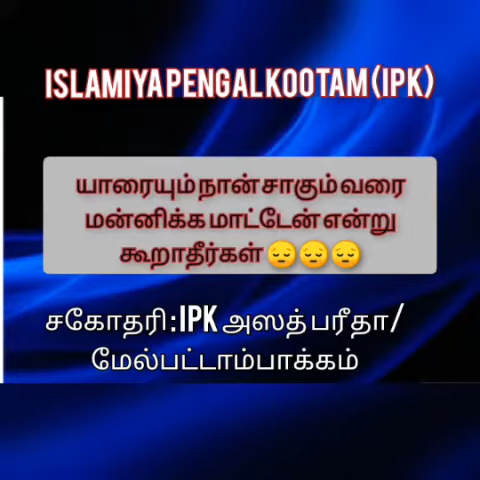 ISLAMIYA PENGAL KOOTAM (IPK)
யாரையும் நான் சாகும் வரை
மன்னிக்க மாட்டேன் என்று
கூறாதீர்கள் 😔😔😔
சகோதரி : IPK அஸத் பரீதா /
மேல்பட்டாம்பாக்கம்